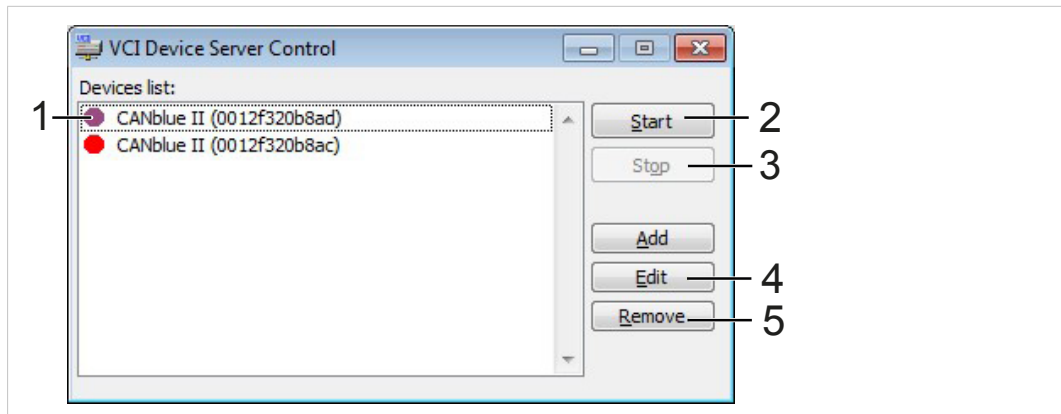 VCI Device Server Control
Devices list:
1
CANblue II (0012f320b8ad)
Start
2
CANblue II (0012f320b8ac)
Stop
3
Add
Edit
4
Remove
5